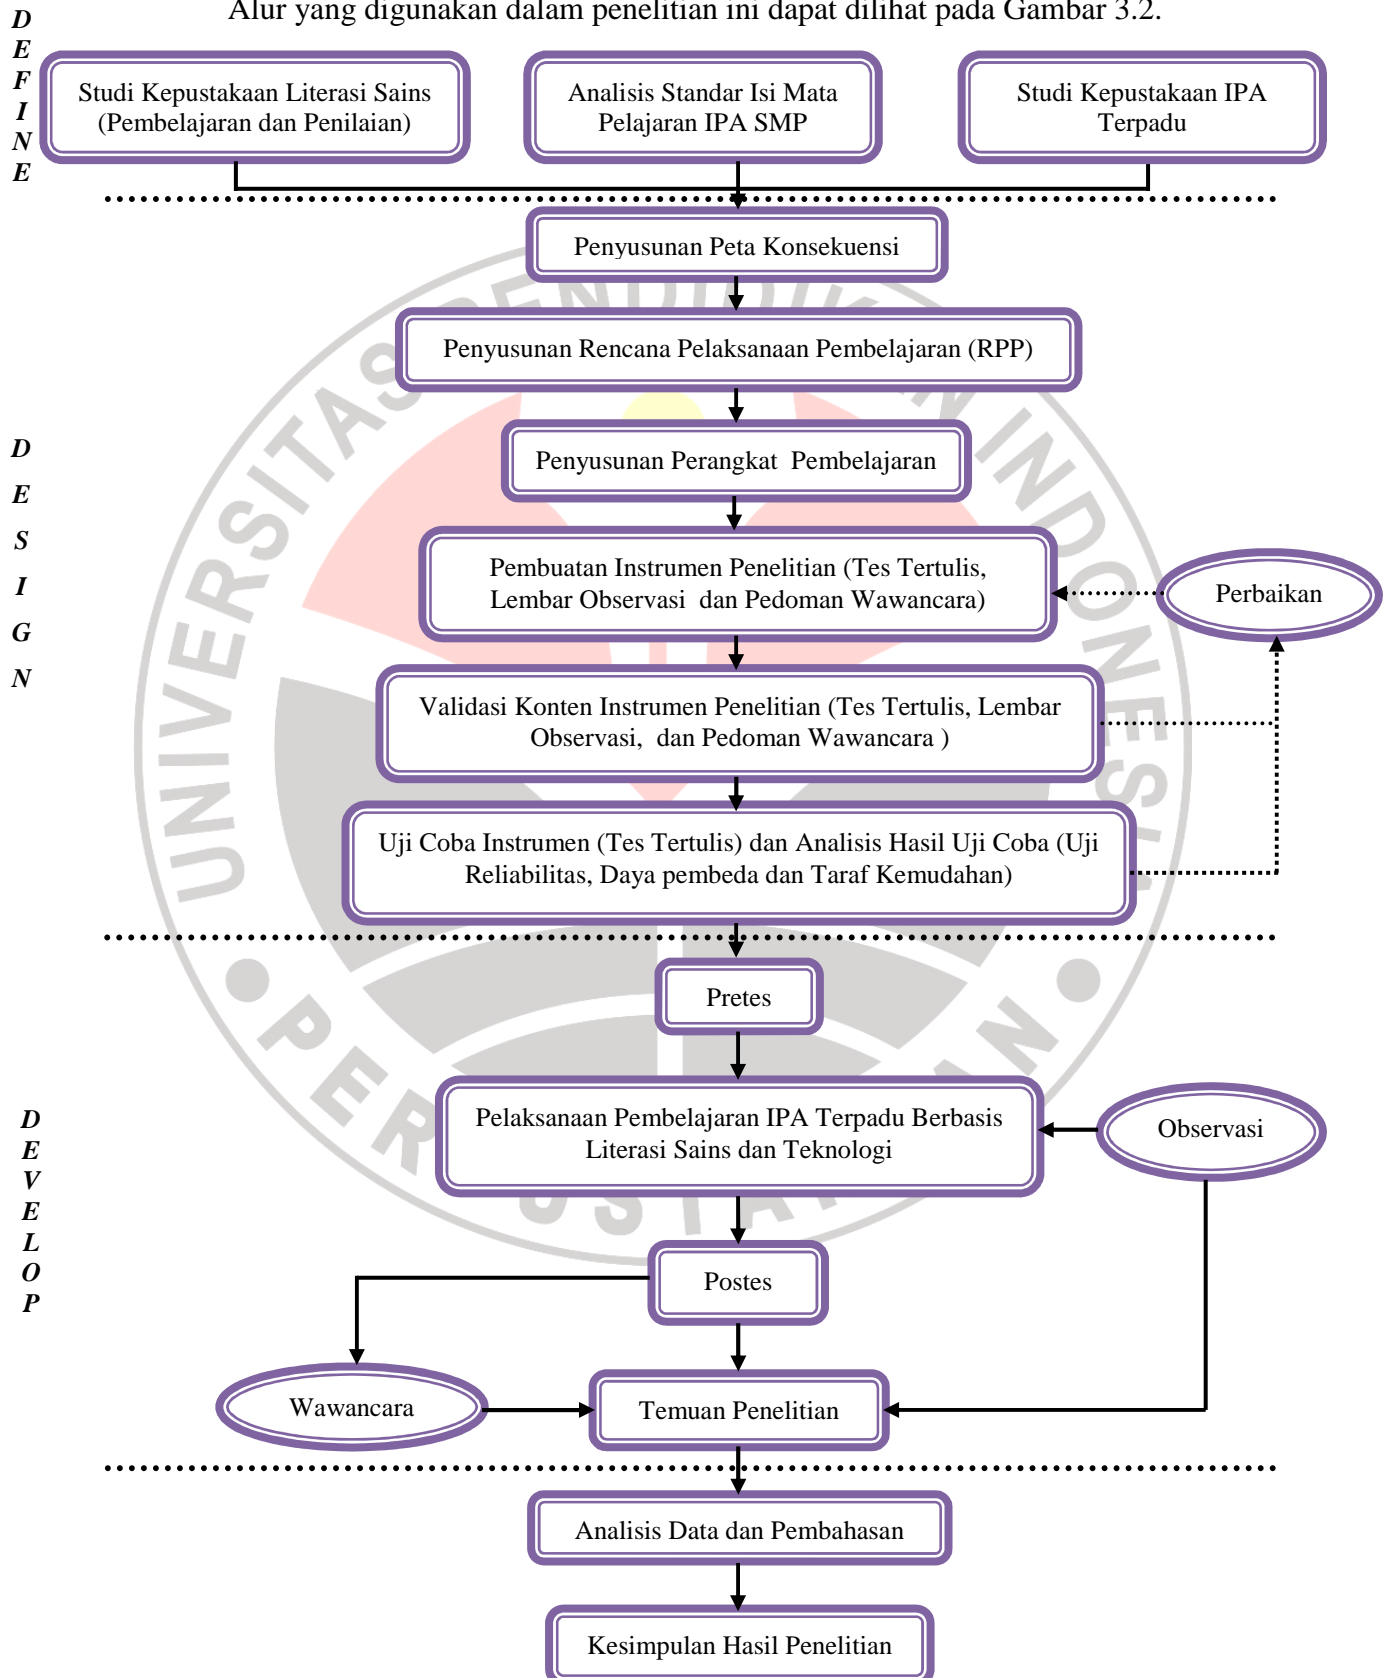 Alur yang digunakan dalam penelitian ini dapat dilihat pada Gambar 3.2.
D
E
F
I
N
E
Studi Kepustakaan Literasi Sains
(Pembelajaran dan Penilaian)
Analisis Standar Isi Mata
Pelajaran IPA SMP
Studi Kepustakaan IPA
Terpadu
Penyusunan Peta Konsekuensi
Penyusunan Rencana Pelaksanaan Pembelajaran (RPP)
D
E
S
I
G
N
Penyusunan Perangkat Pembelajaran
Pembuatan Instrumen Penelitian (Tes Tertulis,
Lembar Observasi dan Pedoman Wawancara)
Perbaikan
Validasi Konten Instrumen Penelitian (Tes Tertulis, Lembar
Observasi, dan Pedoman Wawancara )
Uji Coba Instrumen (Tes Tertulis) dan Analisis Hasil Uji Coba (Uji
Reliabilitas, Daya pembeda dan Taraf Kemudahan)
Pretes
D
E
V
E
L
O
P
Pelaksanaan Pembelajaran IPA Terpadu Berbasis
Literasi Sains dan Teknologi
Observasi
Postes
Wawancara
Temuan Penelitian
Analisis Data dan Pembahasan
Kesimpulan Hasil Penelitian
UNIVERSITAS PENDIDIKAN INDONESIA